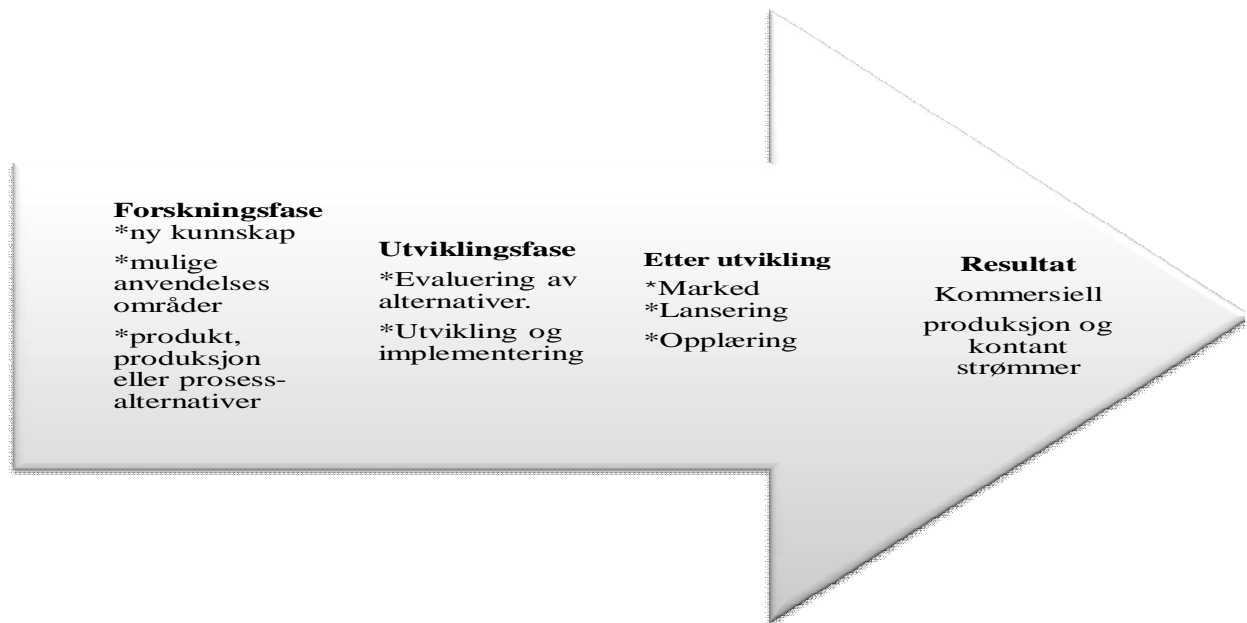 Forskningsfase
*ny kunnskap
*mulige
anvendelses
områder
*produkt,
produksjon
eller prosess-
alternativer
Utviklingsfase
*Evaluering av
alternativer.
*Utvikling og
implementering
Etter utvikling
*Marked
*Lansering
*Opplæring
Resultat
Kommersiell
produksjon og
kontant
strømmer